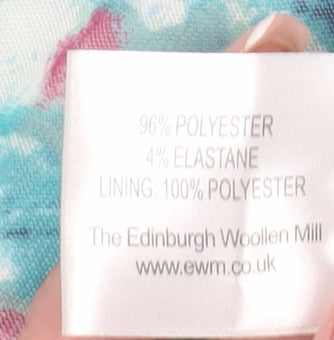 96% POLYESTER
4% ELASTANE
LINING: 100% POLYESTER
The Edinburgh Woollen Mill
www.ewm.co.uk